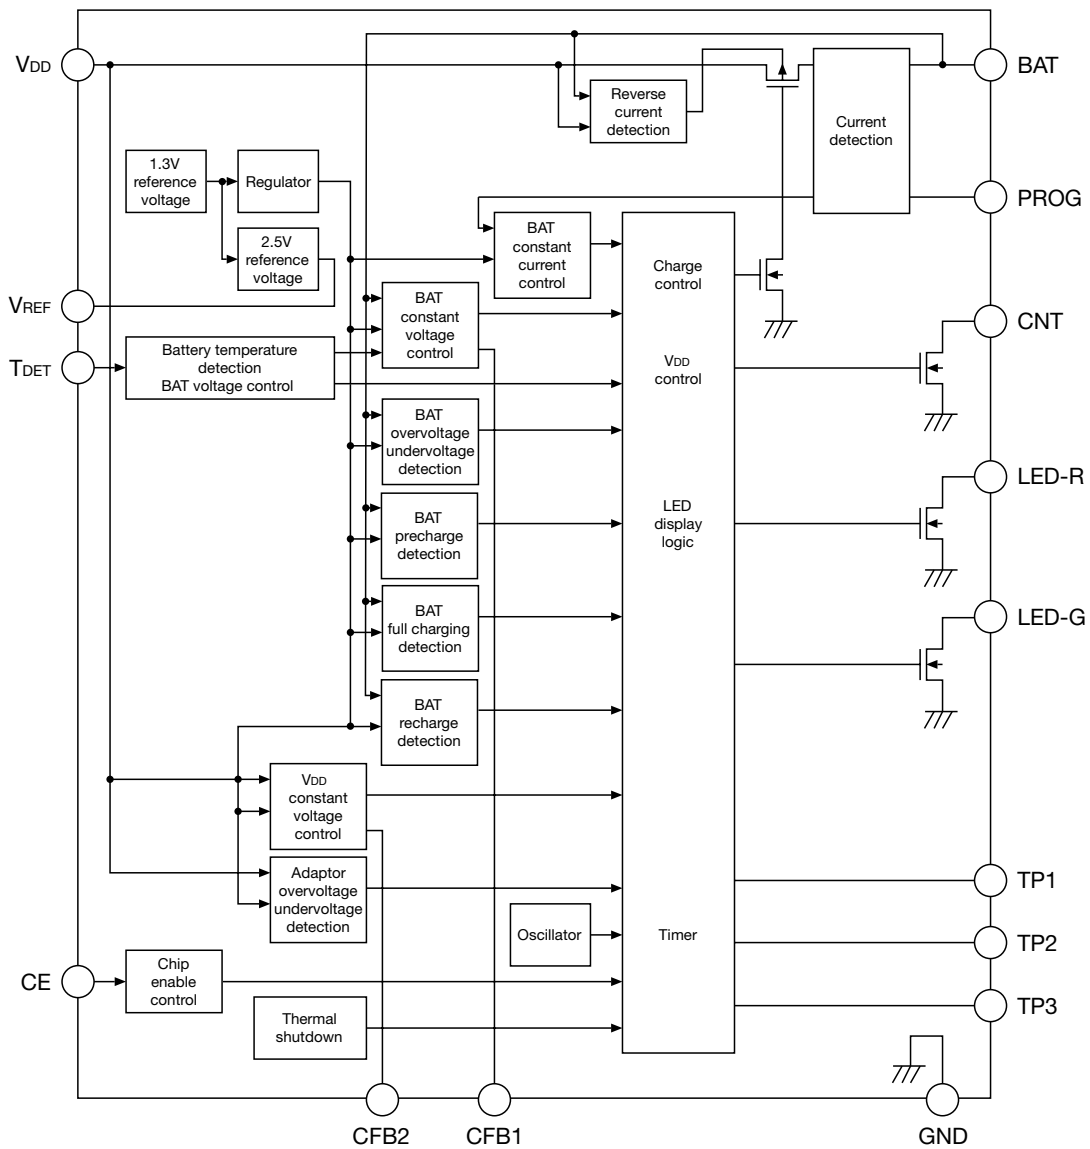 VDD
BAT
Reverse
current
detection
Current
detection
1.3V
reference
voltage
Regulator
PROG
2.5V
reference
voltage
BAT
constant
current
control
Charge
control
VREF
BAT
constant
voltage
control
CNT
TDET
Battery temperature
detection
BAT voltage control
VDD
control
BAT
overvoltage
undervoltage
detection
LED-R
BAT
precharge
detection
LED
display
logic
BAT
full charging
detection
LED-G
BAT
recharge
detection
VDD
constant
voltage
control
Adaptor
overvoltage
undervoltage
detection
TP1
Oscillator
Timer
TP2
CE
Chip
enable
control
TP3
Thermal
shutdown
CFB2
CFB1
GND